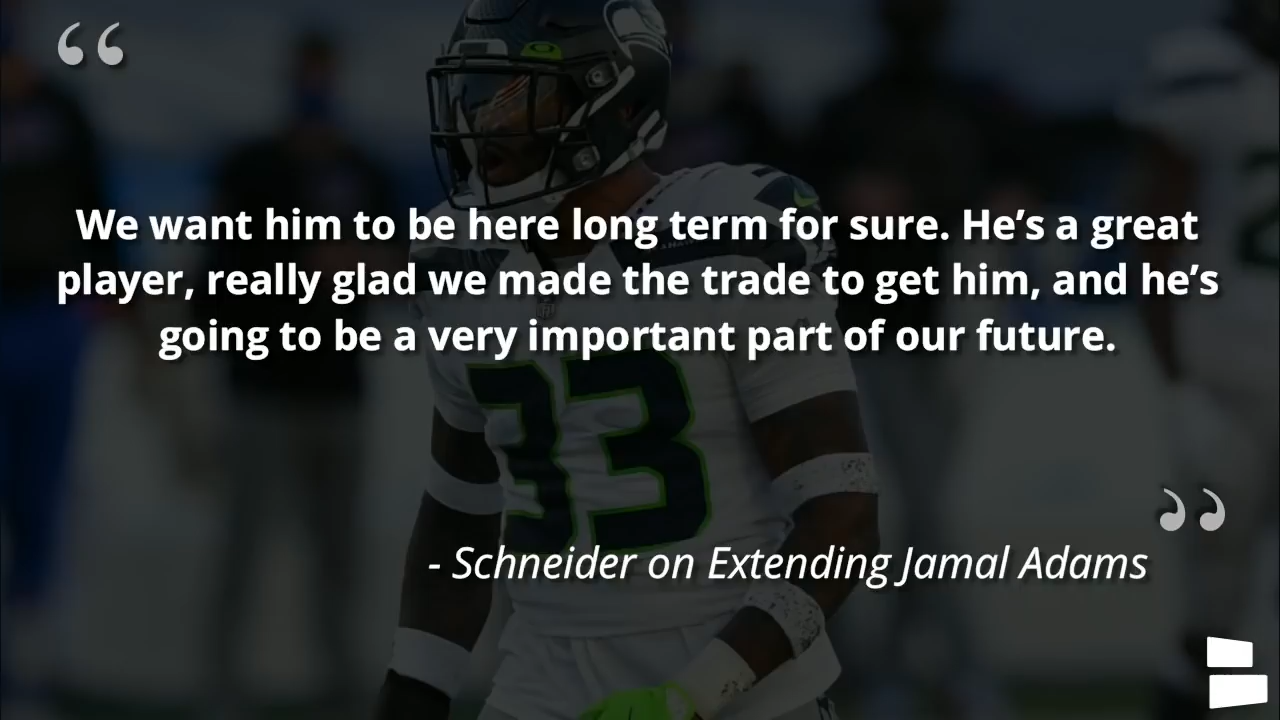 “
We want him to be here long term for sure. He’s a great
player, really glad we made the trade to get him, and he’s
going to be a very important part of our future.
”
- Schneider on Extending Jamal Adams
33